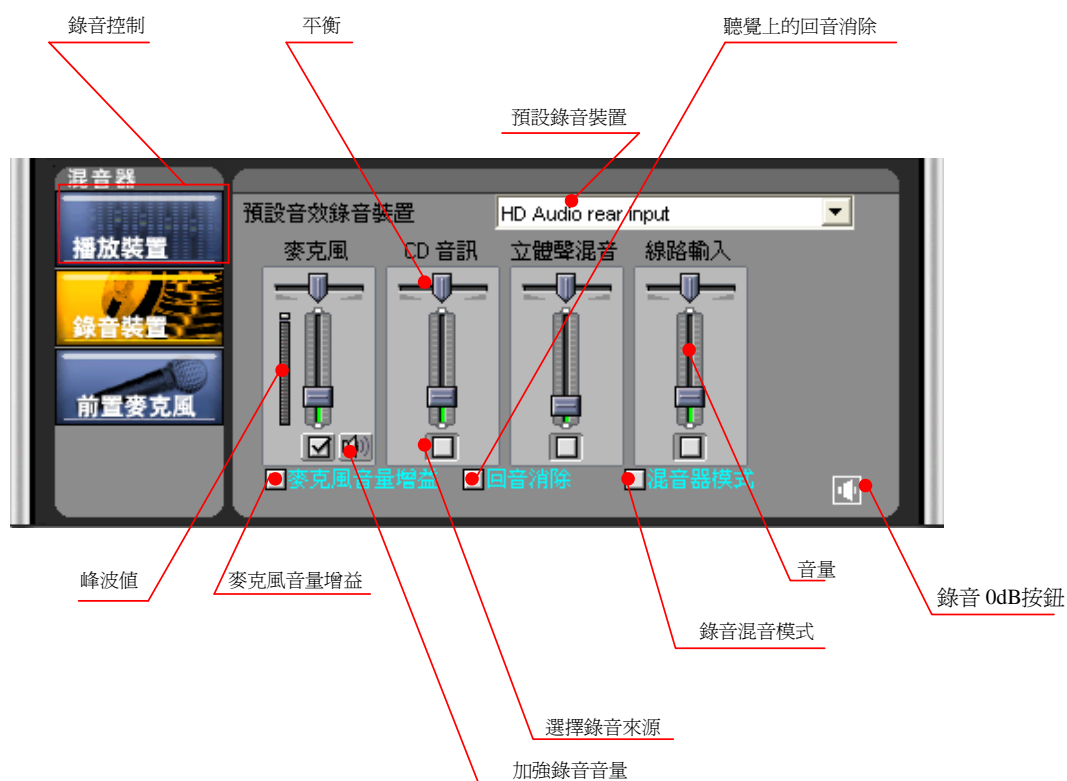 錄音控制
平衡
聽覺上的回音消除
預設錄音裝置
混音器
播放裝置
錄音裝置
前置麥克風
預設音效錄音裝置
HD Audio rear input
麥克風
CD 音訊
立體聲混音
線路輸入
麥克風音量增益
回音消除
混音器模式
峰波值
麥克風音量增益
音量
錄音 0dB按鈕
錄音混音模式
選擇錄音來源
加強錄音音量